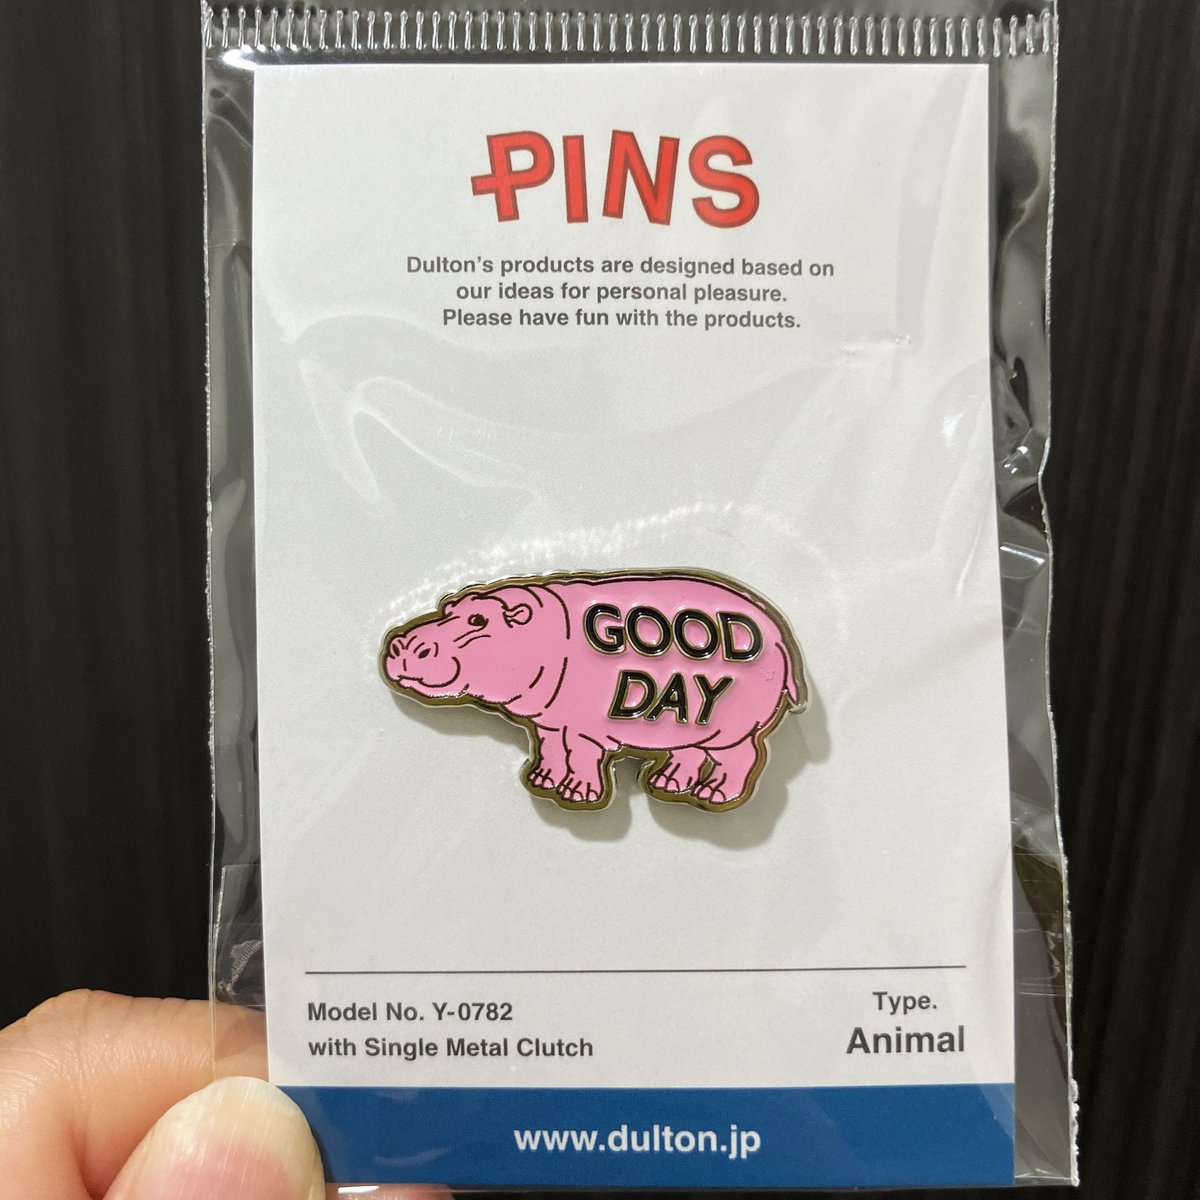 PINS
Dulton's products are designed based on
our ideas for personal pleasure.
Please have fun with the products.
GOOD
DAY
Model No. Y-0782
with Single Metal Clutch
Type.
Animal
www.dulton.jp